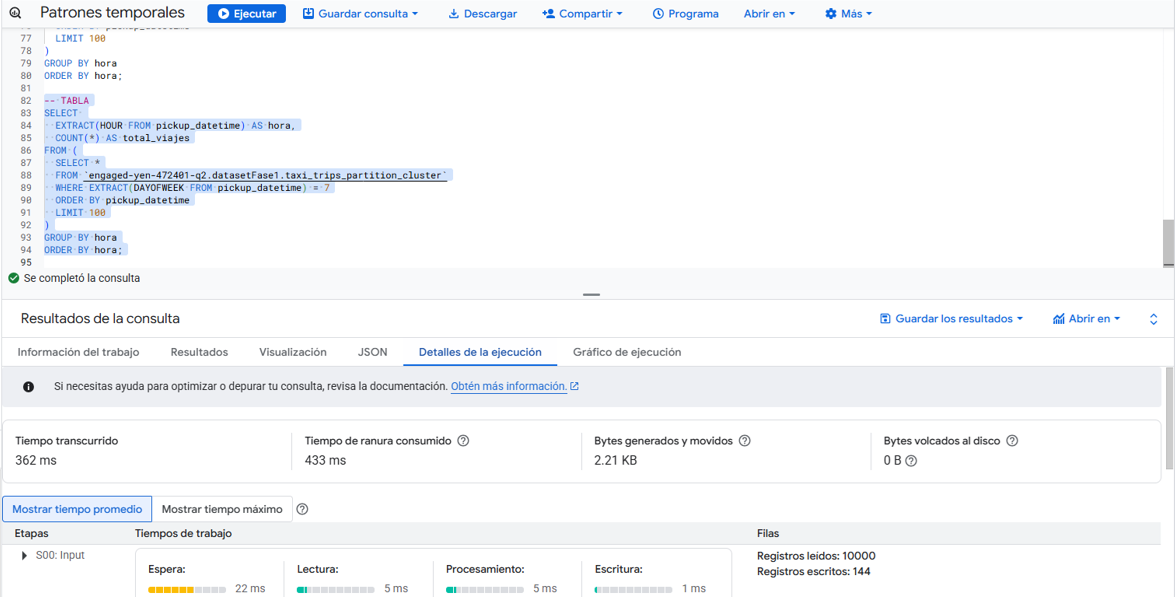 Patrones temporales Ejecutar Guardar consulta Descargar Compartir Programa Abrir en Más
77 LIMIT 100
78 )
79 GROUP BY hora
80 ORDER BY hora;
81
82 -- TABLA
83 SELECT
84 EXTRACT(HOUR FROM pickup_datetime) AS hora,
85 COUNT(*) AS total_viajes
86 FROM (
87 SELECT *
88 FROM `engaged-yen-472401-q2.datasetFase1.taxi_trips_partition_cluster`
89 WHERE EXTRACT(DAYOFWEEK FROM pickup_datetime) = 7
90 ORDER BY pickup_datetime
91 LIMIT 100
92 )
93 GROUP BY hora
94 ORDER BY hora;
95
Se completó la consulta
Resultados de la consulta Guardar los resultados Abrir en
Información del trabajo Resultados Visualización JSON Detalles de la ejecución Gráfico de ejecución
Si necesitas ayuda para optimizar o depurar tu consulta, revisa la documentación. Obtén más información.
Tiempo transcurrido Tiempo de ranura consumido Bytes generados y movidos Bytes volcados al disco
362 ms 433 ms 2.21 KB 0 B
Mostrar tiempo promedio Mostrar tiempo máximo
Etapas Tiempos de trabajo Filas
S00: Input Registros leídos: 10000
Espera: Lectura: Procesamiento: Escritura: Registros escritos: 144
22 ms 5 ms 5 ms 1 ms